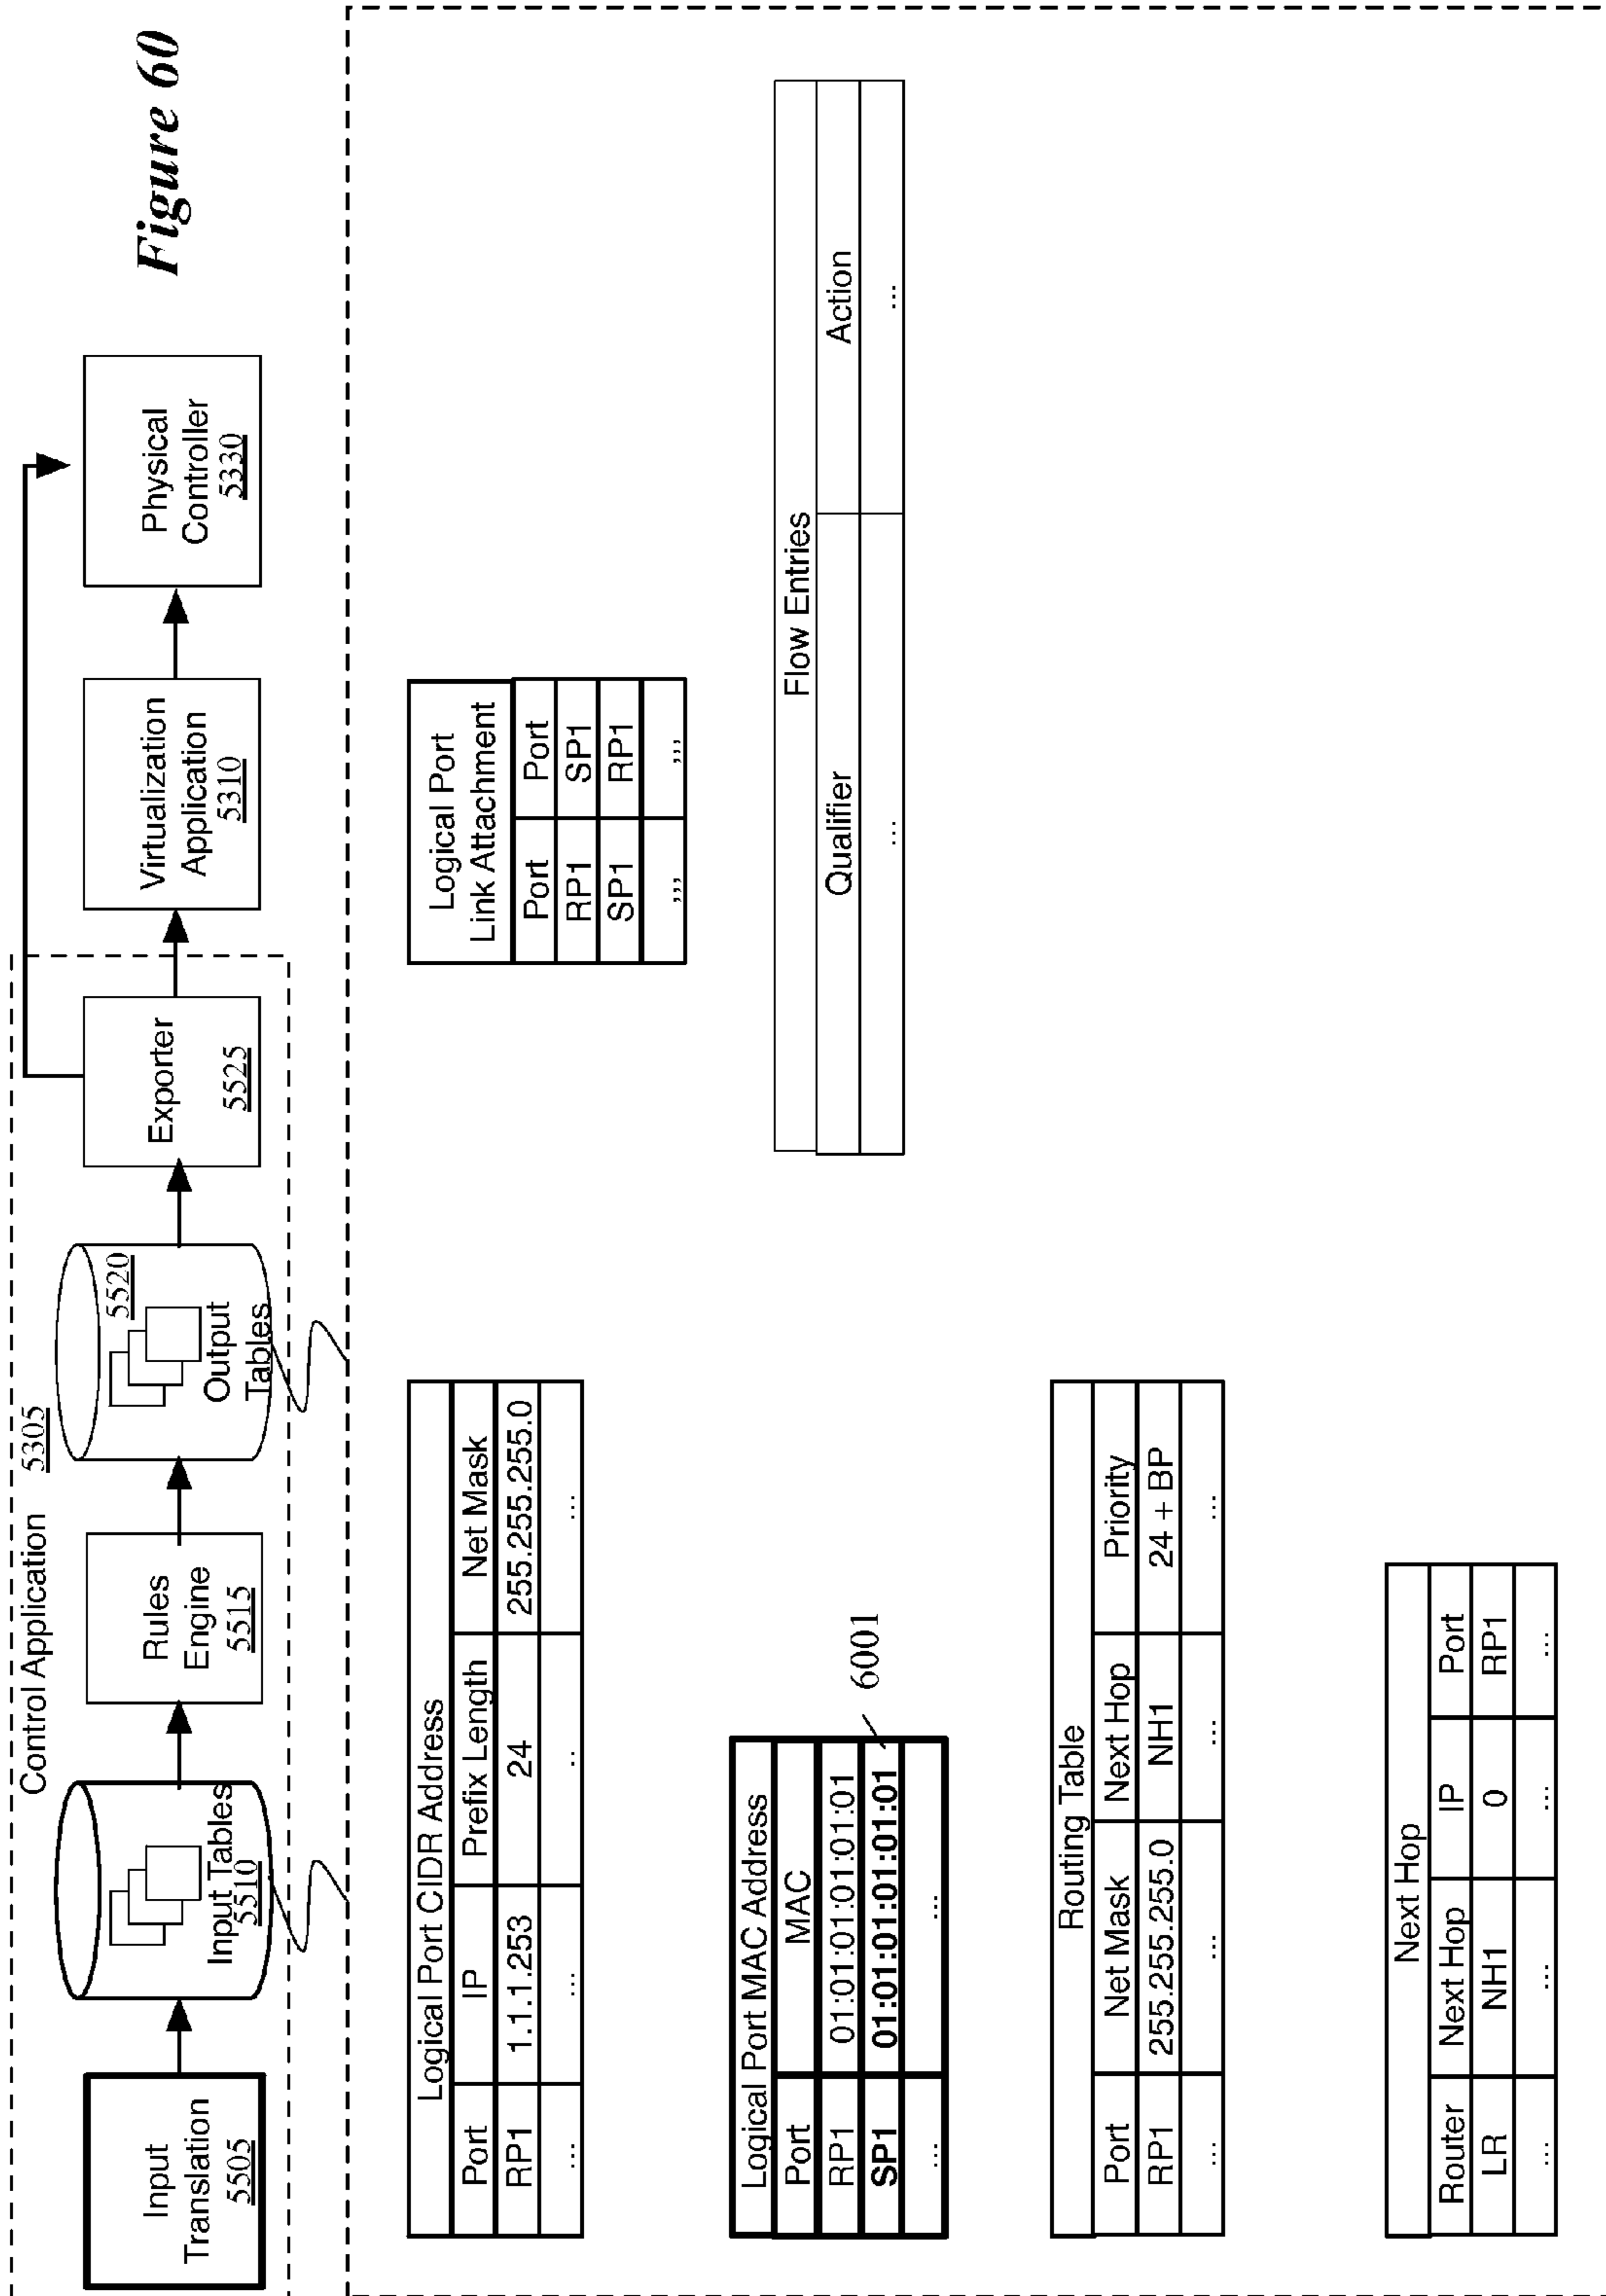 Figure 60
Control Application 5305
Input
Translation
5505
Input Tables
5510
Rules
Engine
5515
5520
Output
Tables
Exporter
5525
Virtualization
Application
5310
Physical
Controller
5330
Logical Port CIDR Address
Port IP Prefix Length Net Mask
RP1 1.1.1.253 24 255.255.255.0
... ... .. ...
Logical Port
Link Attachment
Port Port
RP1 SP1
SP1 RP1
,,, ,,,
Logical Port MAC Address
Port MAC
RP1 01:01:01:01:01:01
SP1 01:01:01:01:01:01
... ...
6001
Flow Entries
Qualifier Action
... ...
Routing Table
Port Net Mask Next Hop Priority
RP1 255.255.255.0 NH1 24 + BP
... ... ... ...
Next Hop
Router Next Hop IP Port
LR NH1 0 RP1
... ... ... ...